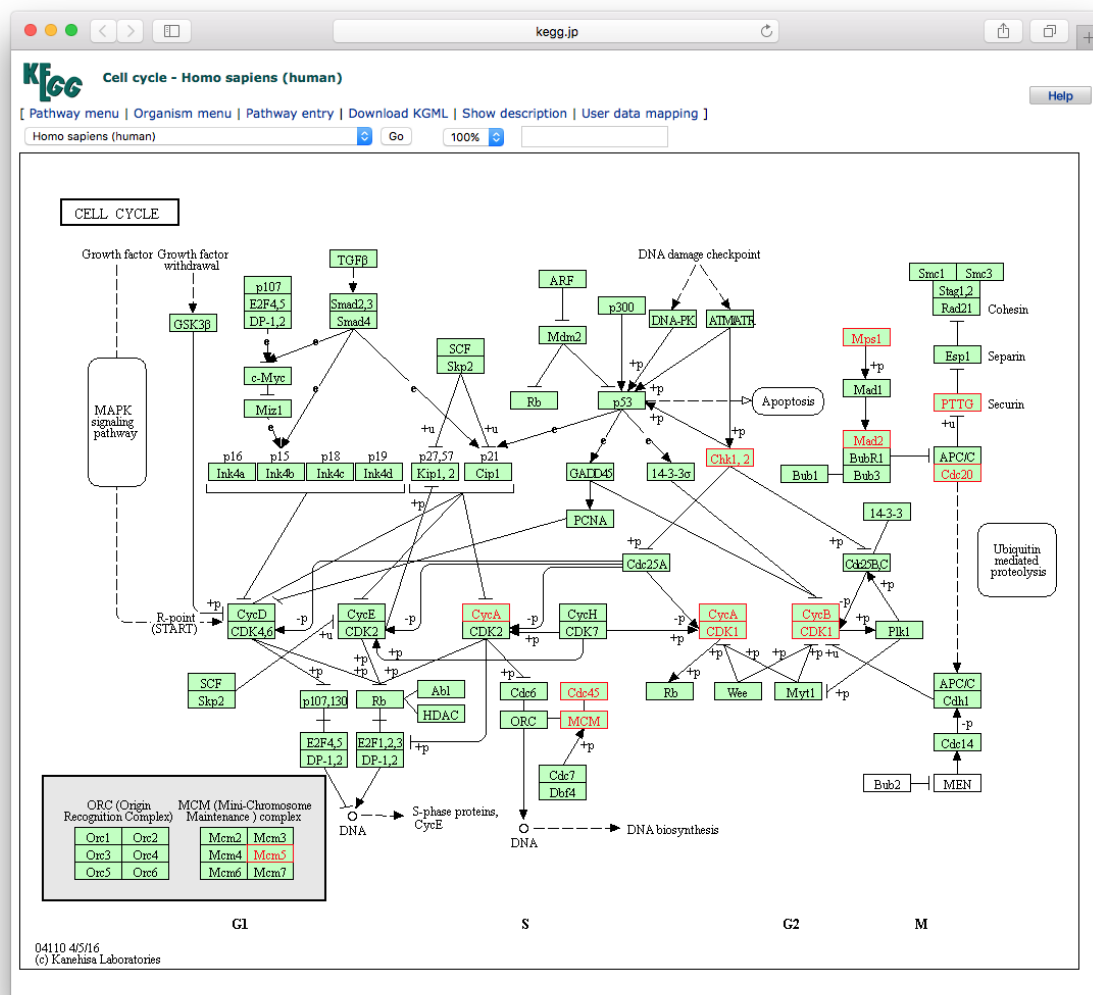 kegg.jp
KEGG
Cell cycle - Homo sapiens (human)
Help
[ Pathway menu | Organism menu | Pathway entry | Download KGML | Show description | User data mapping ]
Homo sapiens (human)
Go
100%
CELL CYCLE
Growth factor
Growth factor
withdrawal
TGFβ
ARF
DNA damage checkpoint
Smc1
Smc3
p107
E2F4,5
DP-1,2
Smad2,3
Smad4
p300
Stag1,2
Rad21
Cohesin
GSK3β
DNA-PK
ATM/ATR
Mdm2
Mps1
SCF
Skp2
e
e
e
+p
+p
Esp1
Separin
c-Myc
Mad1
MAPK
signaling
pathway
Miz1
e
e
Rb
p53
+p
Apoptosis
PTTG
Securin
e
+u
+u
e
e
e
+p
+p
+p
+u
p16
p15
p18
p19
p27,57
p21
Mad2
BubR1
Bub3
Bub1
APC/C
Cdc20
Ink4a
Ink4b
Ink4c
Ink4d
Kip1, 2
Cip1
GADD45
14-3-3σ
Chk1, 2
+p
PCNA
14-3-3
+p
+p
Cdc25A
Cdc25B,C
Ubiquitin
mediated
proteolysis
R-point
(START)
+p
CycD
CDK4,6
-p
+u
CycE
CDK2
-p
CycA
CDK2
-p
+p
CycH
CDK7
-p
+p
CycA
CDK1
CycB
CDK1
-p
+p
+p
Plk1
+p
+p
+p
+p
+p
+p
+p
+p
+u
+p
SCF
Skp2
p107,130
Rb
Abl
HDAC
Cdc6
Cdc45
ORC
MCM
Rb
Wee
Myt1
APC/C
Cdh1
-p
+p
+p
E2F4,5
DP-1,2
E2F1,2,3
DP-1,2
Cdc14
Cdc7
Dbf4
Bub2
MEN
DNA
S-phase proteins,
CycE
DNA
DNA biosynthesis
ORC (Origin
Recognition Complex)
MCM (Mini-Chromosome
Maintenance ) complex
Orc1
Orc2
Mcm2
Mcm3
Orc3
Orc4
Mcm4
Mcm5
Orc5
Orc6
Mcm6
Mcm7
G1
S
G2
M
04110 4/5/16
(c) Kanehisa Laboratories